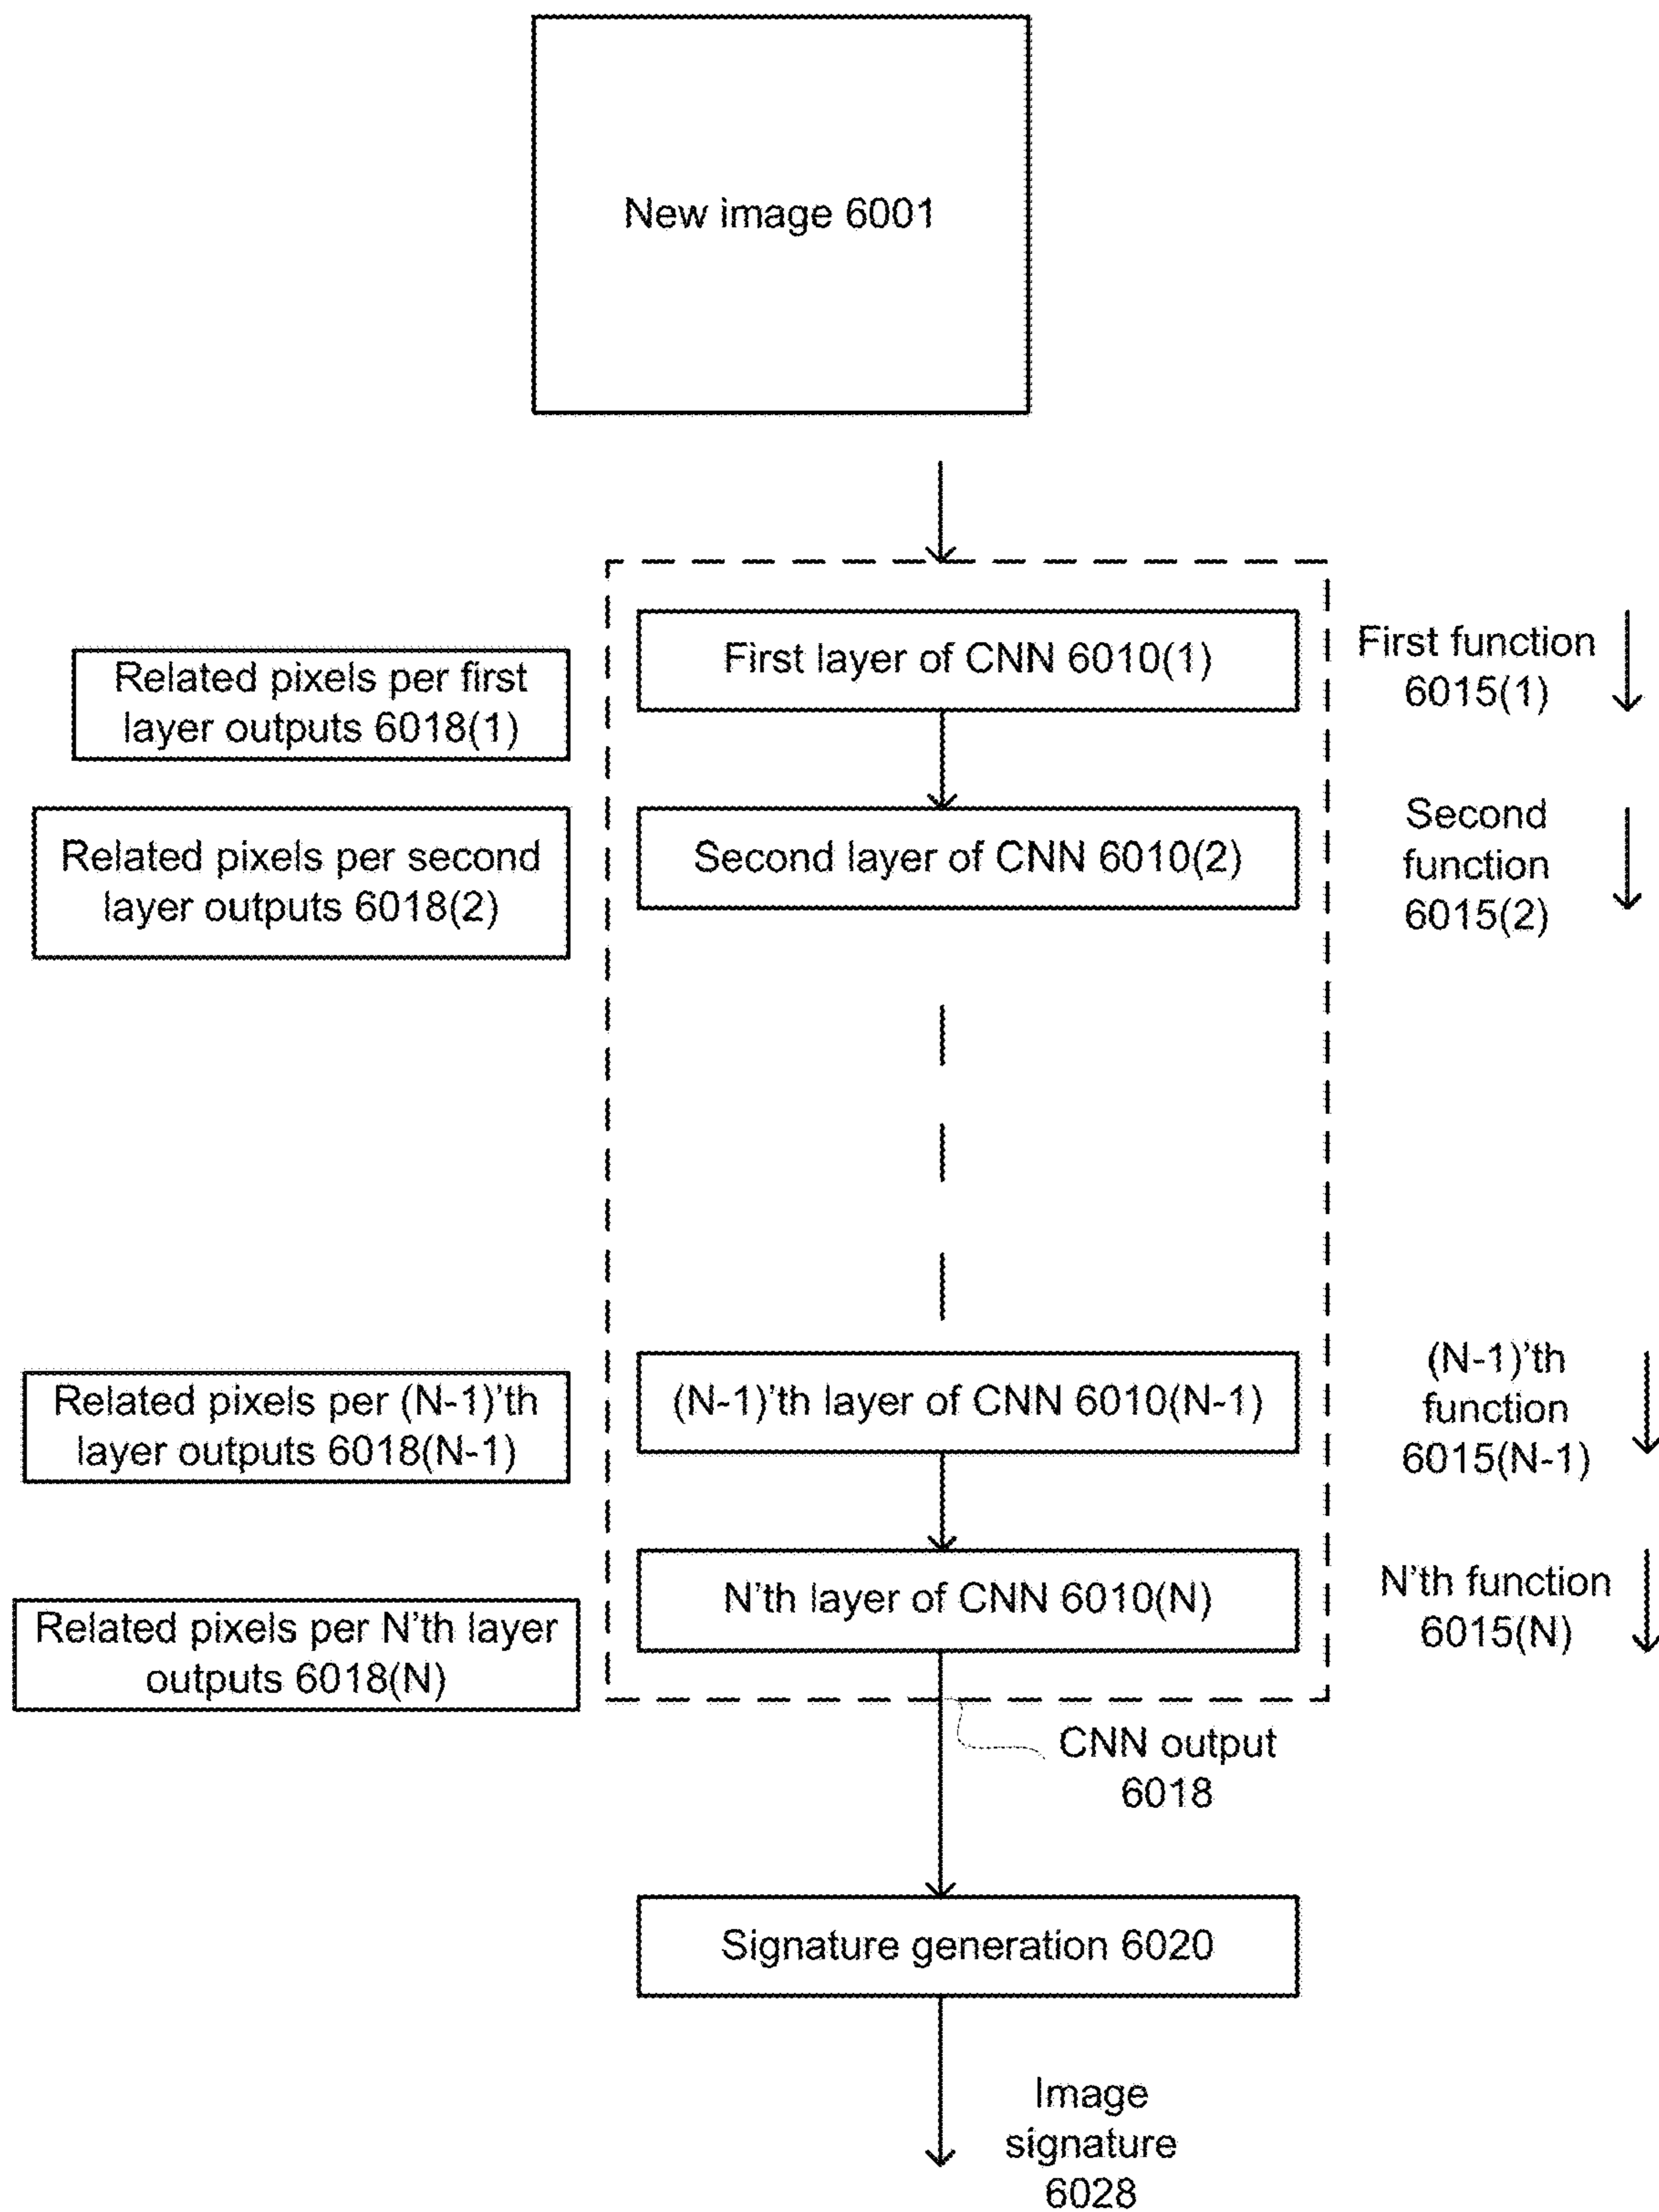 New image 6001
First layer of CNN 6010(1)
First function
6015(1)
Related pixels per first
layer outputs 6018(1)
Second layer of CNN 6010(2)
Second
function
6015(2)
Related pixels per second
layer outputs 6018(2)
(N-1)'th layer of CNN 6010(N-1)
(N-1)'th
function
6015(N-1)
Related pixels per (N-1)'th
layer outputs 6018(N-1)
N'th layer of CNN 6010(N)
N'th function
6015(N)
Related pixels per N'th layer
outputs 6018(N)
CNN output
6018
Signature generation 6020
Image
signature
6028